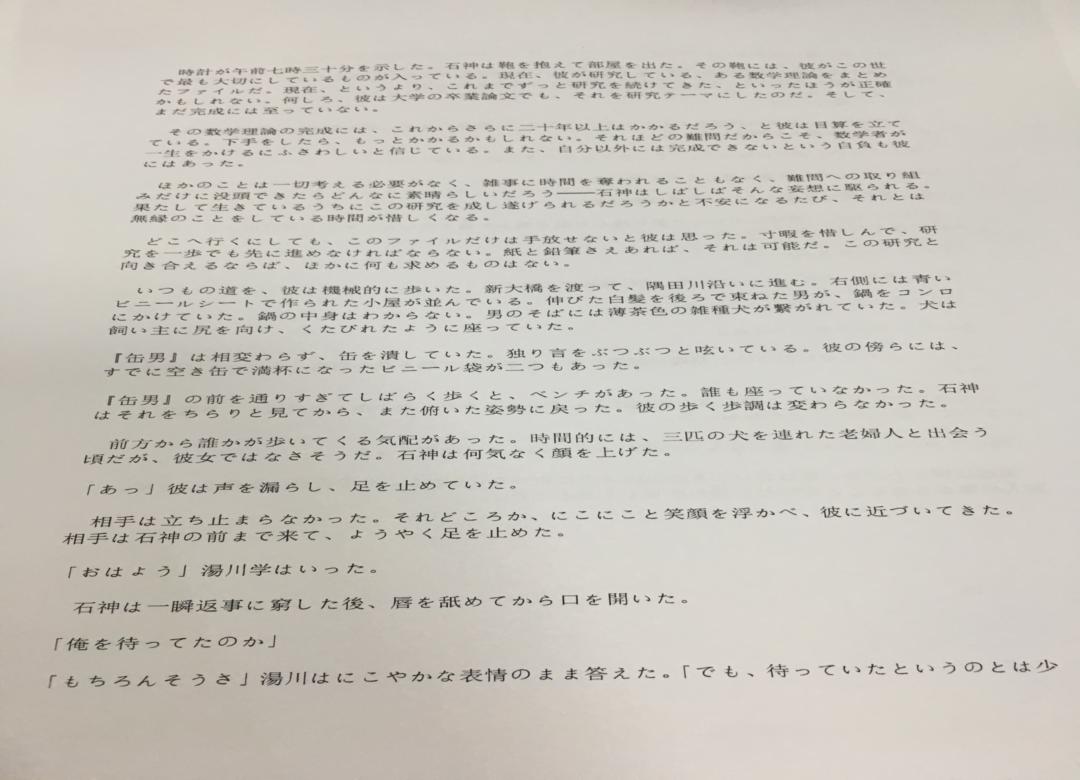 時計が午前七時三十分を示した。石神は鞄を抱えて部屋を出た。その鞄には、彼がこの世
で最も大切にしているものが入っている。現在、彼が研究している、ある数学理論をまとめ
たファイルだ。現在、というより、これまでずっと研究を続けてきた、といったほうが正確
かもしれない。何しろ、彼は大学の卒業論文でも、それを研究テーマにしたのだ。そして、
まだ完成には至っていない。
その数学理論の完成には、これからさらに二十年以上はかかるだろう、と彼は目算を立て
ている。下手をしたら、もっとかかるかもしれない。それほどの難問だからこそ、数学者が
一生をかけるにふさわしいと信じている。また、自分以外には完成できないという自負も彼
にはあった。
ほかのことは一切考える必要がなく、雑事に時間を奪われることもなく、難問への取り組
みだけに没頭できたらどんなに素晴らしいだろう――石神はしばしばそんな妄想に駆られる。
果たして生きているうちにこの研究を成し遂げられるだろうかと不安になるたび、それとは
無縁のことをしている時間が惜しくなる。
どこへ行くにしても、このファイルだけは手放せないと彼は思った。寸暇を惜しんで、研
究を一歩でも先に進めなければならない。紙と鉛筆さえあれば、それは可能だ。この研究と
向き合えるならば、ほかに何も求めるものはない。
いつもの道を、彼は機械的に歩いた。新大橋を渡って、隅田川沿いに進む。右側には青い
ビニールシートで作られた小屋が並んでいる。伸びた白髪を後ろで束ねた男が、鍋をコンロ
にかけていた。鍋の中身はわからない。男のそばには薄茶色の雑種犬が繋がれていた。犬は
飼い主に尻を向け、くたびれたように座っていた。
『缶男』は相変わらず、缶を潰していた。独り言をぶつぶつと呟いている。彼の傍らには、
すでに空き缶で満杯になったビニール袋が二つもあった。
『缶男』の前を通りすぎてしばらく歩くと、ベンチがあった。誰も座っていなかった。石神
はそれをちらりと見てから、また俯いた姿勢に戻った。彼の歩く歩調は変わらなかった。
前方から誰かが歩いてくる気配があった。時間的には、三匹の犬を連れた老婦人と出会う
頃だが、彼女ではなさそうだ。石神は何気なく顔を上げた。
「あっ」彼は声を漏らし、足を止めていた。
相手は立ち止まらなかった。それどころか、にこにこと笑顔を浮かべ、彼に近づいてきた。
相手は石神の前まで来て、ようやく足を止めた。
「おはよう」湯川学はいった。
石神は一瞬返事に窮した後、唇を舐めてから口を開いた。
「俺を待ってたのか」
「もちろんそうさ」湯川はにこやかな表情のまま答えた。「でも、待っていたというのとは少